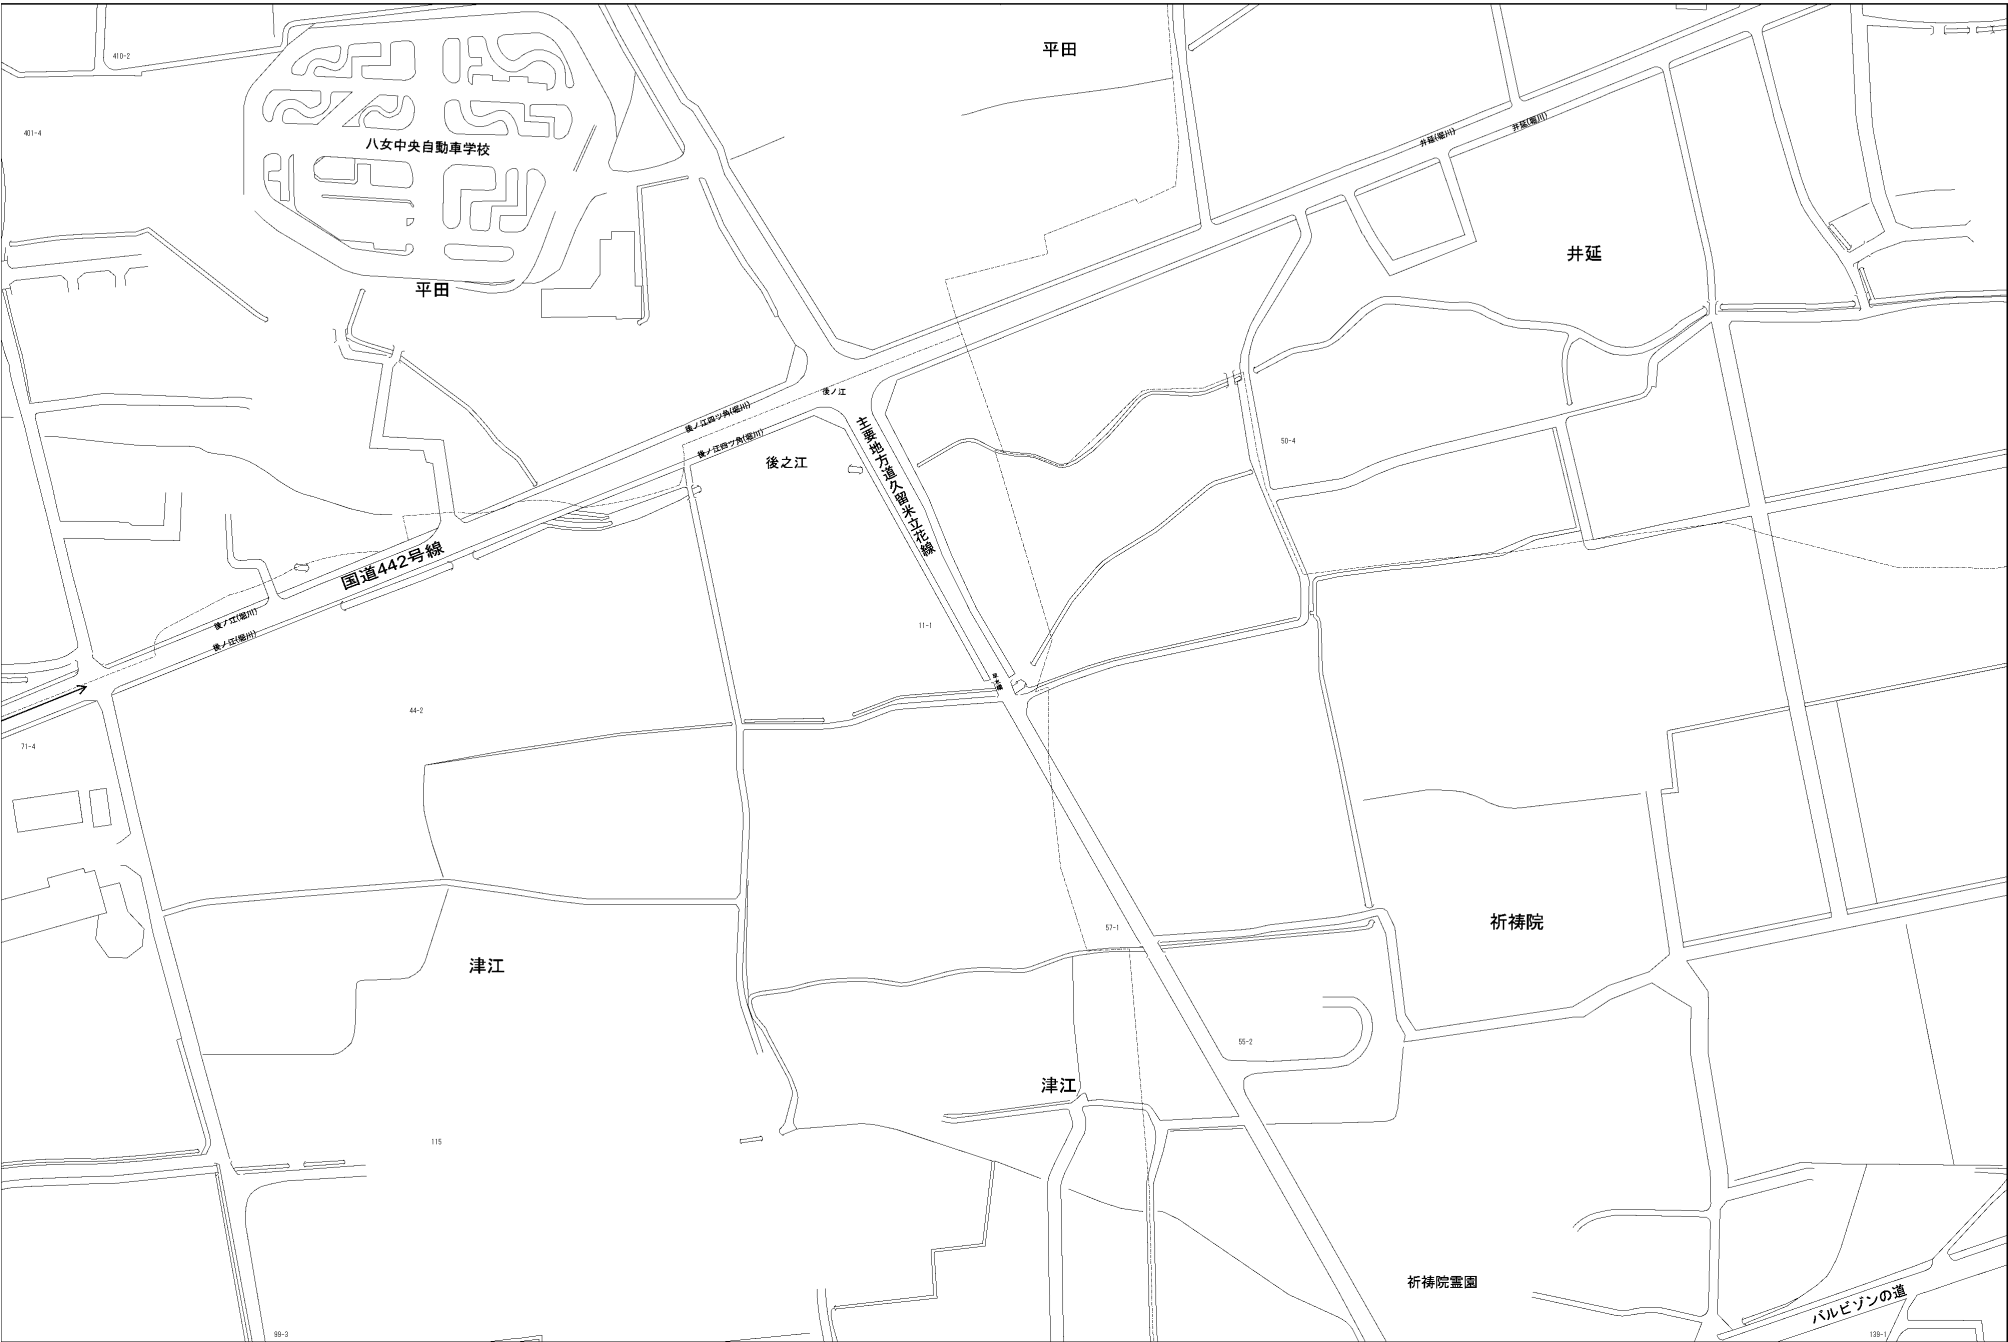 平田
410-2
401-4
八女中央自動車学校
井延(堀川)
井延(堀川)
井延
平田
後ノ江
後ノ江四ツ角(堀川)
後ノ江四ツ角(堀川)
後之江
主要地方道久留米立花線
50-4
国道442号線
後ノ江(堀川)
後ノ江(堀川)
11-1
44-2
71-4
57-1
祈祷院
津江
55-2
津江
115
祈祷院霊園
バルビゾンの道
99-3
139-1